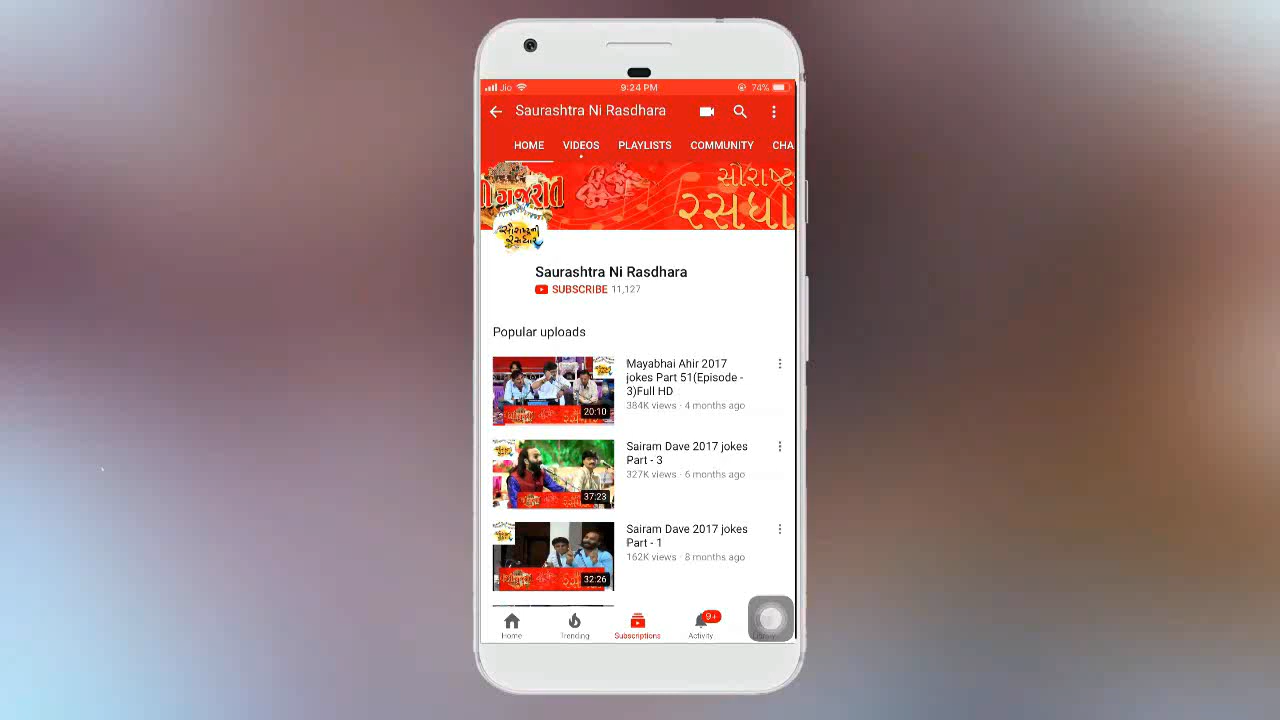 Jio 9:24 PM 74%
Saurashtra Ni Rasdhara
HOME VIDEOS PLAYLISTS COMMUNITY CHA
ગુજરાતી
સૌરાષ્ટ્ર
રસધા
સૌરાષ્ટ્રની
રસધાર
Saurashtra Ni Rasdhara
SUBSCRIBE 11,127
Popular uploads
Mayabhai Ahir 2017
jokes Part 51(Episode -
3)Full HD
384K views · 4 months ago
20:10
Sairam Dave 2017 jokes
Part - 3
327K views · 6 months ago
37:23
Sairam Dave 2017 jokes
Part - 1
162K views · 8 months ago
32:26
9+
Home Trending Subscriptions Activity Library